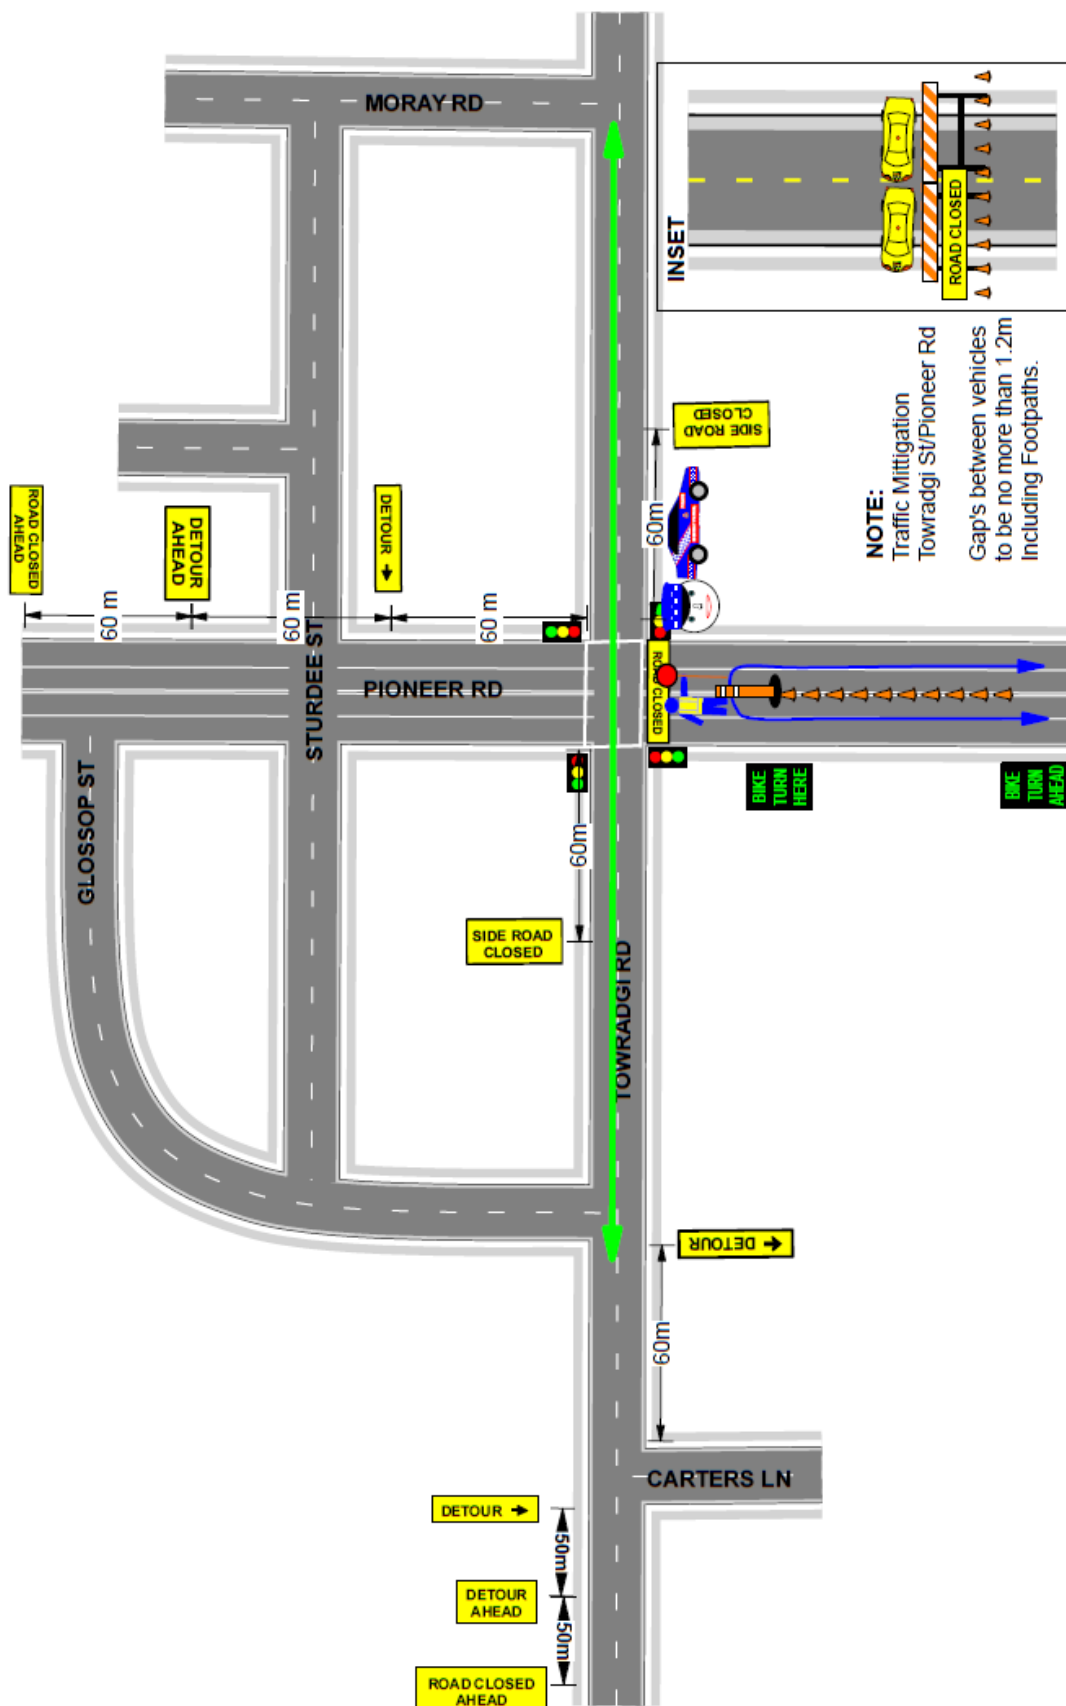 MORAY RD
INSET
ROAD CLOSED
NOTE:
Traffic Mittigation
Towradgi St/Pioneer Rd
Gap's between vehicles
to be no more than 1.2m
Including Footpaths.
SIDE ROAD
CLOSED
60m
ROAD CLOSED
AHEAD
DETOUR
AHEAD
DETOUR
60 m
60 m
60 m
STURDEE ST
PIONEER RD
ROAD CLOSED
GLOSSOP ST
BIKE
TURN
HERE
BIKE
TURN
AHEAD
60m
SIDE ROAD
CLOSED
TOWRADGI RD
DETOUR
60m
CARTERS LN
DETOUR
50m
DETOUR
AHEAD
50m
ROAD CLOSED
AHEAD